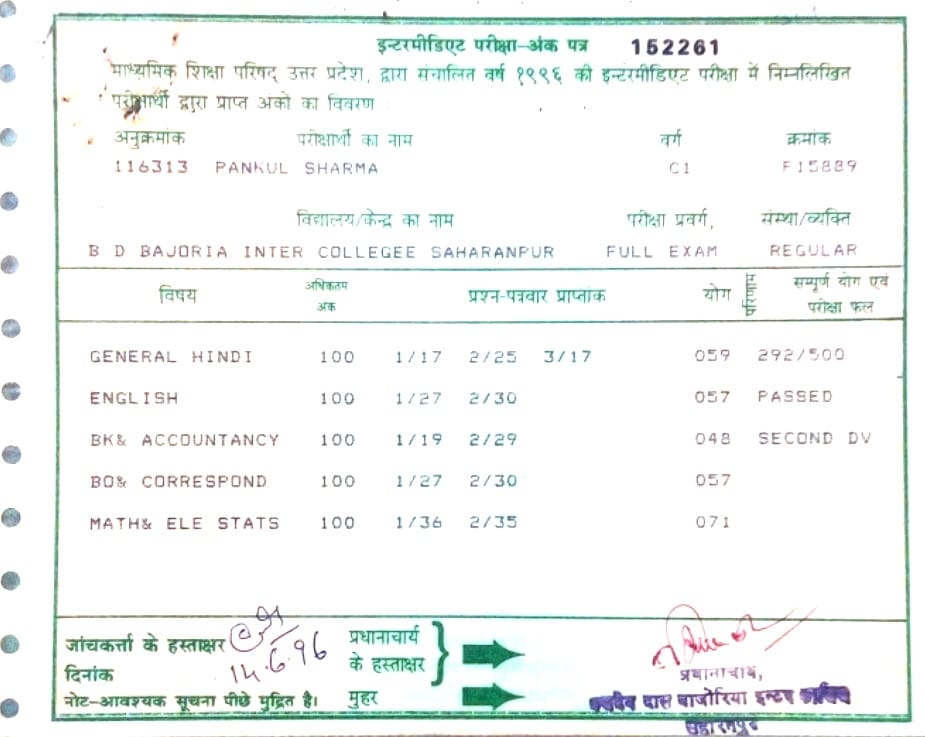 इन्टरमीडिएट परीक्षा-अंक पत्र 152261
माध्यमिक शिक्षा परिषद् उत्तर प्रदेश, द्वारा संचालित वर्ष १९९६ की इन्टरमीडिएट परीक्षा में निम्नलिखित
परीक्षार्थी द्वारा प्राप्त अंकों का विवरण
अनुक्रमांक परीक्षार्थी का नाम वर्ग क्रमांक
116313 PANKUL SHARMA C1 F15889
विद्यालय/केन्द्र का नाम परीक्षा प्रवर्ग, संस्था/व्यक्ति
B D BAJORIA INTER COLLEGEE SAHARANPUR FULL EXAM REGULAR
विषय अधिकतम अंक प्रश्न-पत्रवार प्राप्तांक योग परिणाम सम्पूर्ण योग एवं परीक्षा फल
GENERAL HINDI 100 1/17 2/25 3/17 059 292/500
ENGLISH 100 1/27 2/30 057 PASSED
BK& ACCOUNTANCY 100 1/19 2/29 048 SECOND DV
BO& CORRESPOND 100 1/27 2/30 057
MATH& ELE STATS 100 1/36 2/35 071
जांचकर्त्ता के हस्ताक्षर प्रधानाचार्य
दिनांक 14.6.96 के हस्ताक्षर
प्रधानाचार्य,
नोट-आवश्यक सूचना पीछे मुद्रित है। मुहर
दास बाजोरिया इन्टर कालिज
सहारनपुर